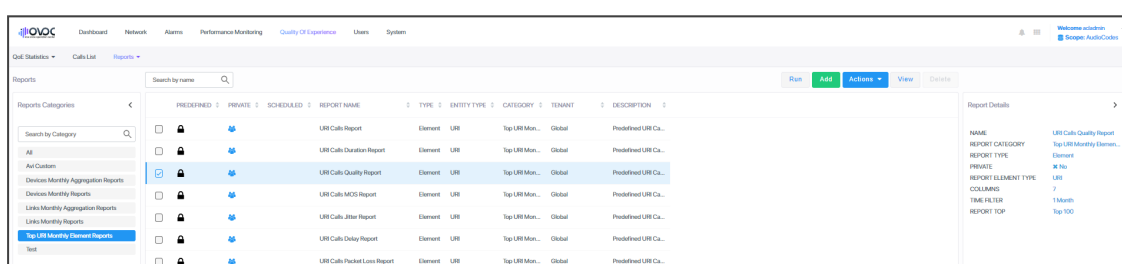 OVOC Dashboard Network Alarms Performance Monitoring Quality Of Experience Users System Welcome aciadmin
Scope: AudioCodes
QoE Statistics Calls List Reports
Reports Search by name Run Add Actions View Delete
Reports Categories PREDEFINED PRIVATE SCHEDULED REPORT NAME TYPE ENTITY TYPE CATEGORY TENANT DESCRIPTION Report Details
Search by Category URI Calls Report Element URI Top URI Mon... Global Predefined URI Ca... NAME URI Calls Quality Report
REPORT CATEGORY Top URI Monthly Elemen...
All URI Calls Duration Report Element URI Top URI Mon... Global Predefined URI Ca... REPORT TYPE Element
Avi Custom PRIVATE No
Devices Monthly Aggregation Reports URI Calls Quality Report Element URI Top URI Mon... Global Predefined URI Ca... REPORT ELEMENT TYPE URI
Devices Monthly Reports URI Calls MOS Report Element URI Top URI Mon... Global Predefined URI Ca... COLUMNS 7
Links Monthly Aggregation Reports TIME FILTER 1 Month
Links Monthly Reports URI Calls Jitter Report Element URI Top URI Mon... Global Predefined URI Ca... REPORT TOP Top 100
Top URI Monthly Element Reports URI Calls Delay Report Element URI Top URI Mon... Global Predefined URI Ca...
Test
URI Calls Packet Loss Report Element URI Top URI Mon... Global Predefined URI Ca...